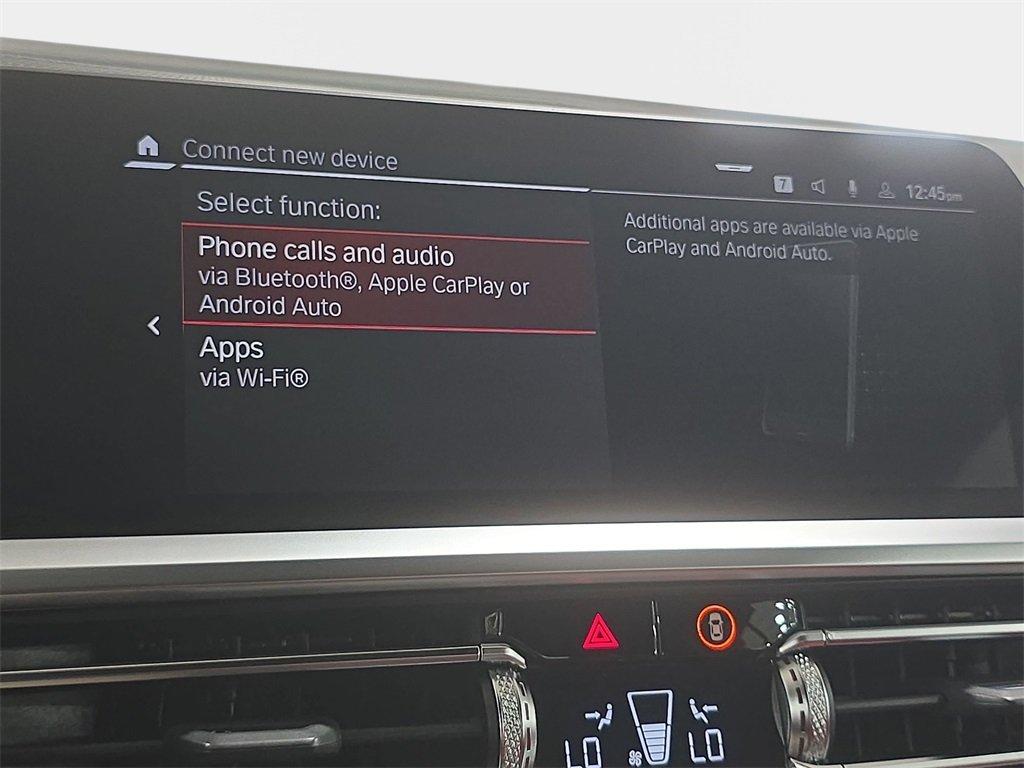 Connect new device
7 12:45pm
Select function:
Additional apps are available via Apple
CarPlay and Android Auto.
Phone calls and audio
via Bluetooth®, Apple CarPlay or
Android Auto
Apps
via Wi-Fi®
LO LO